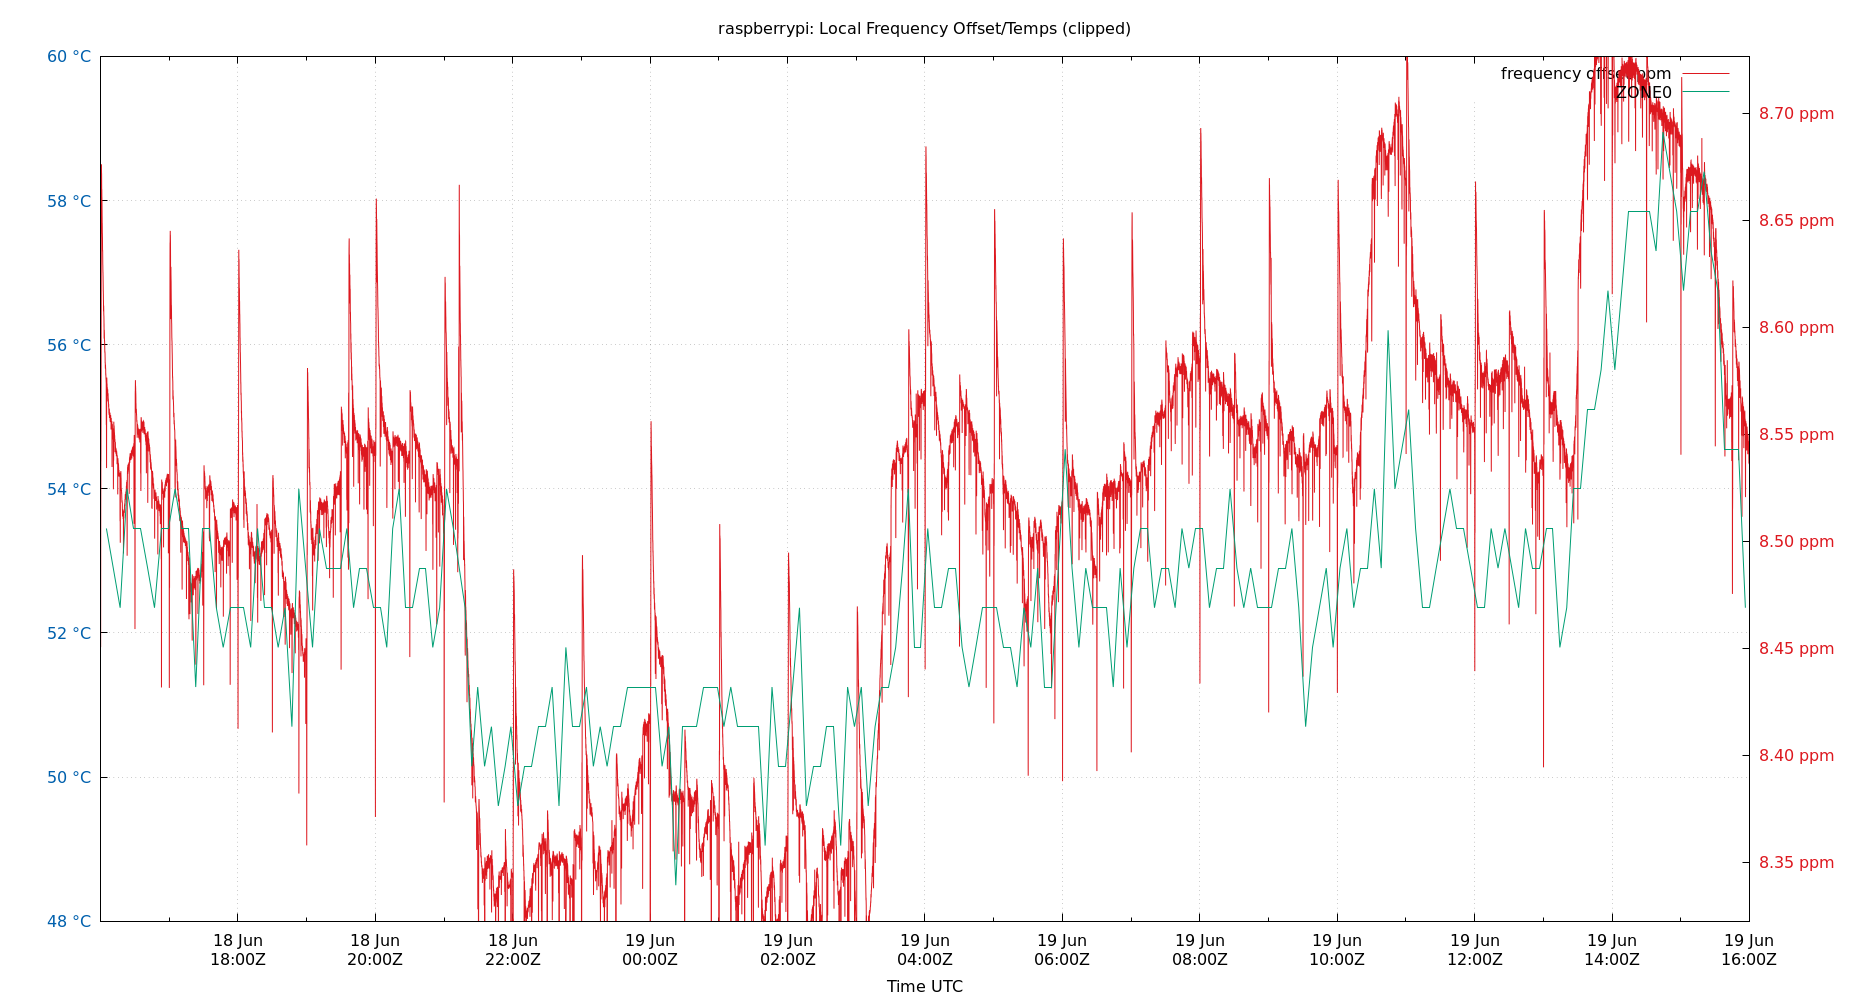 raspberrypi: Local Frequency Offset/Temps (clipped)
60 °C
58 °C
56 °C
54 °C
52 °C
50 °C
48 °C
frequency offset ppm
ZONE0
8.70 ppm
8.65 ppm
8.60 ppm
8.55 ppm
8.50 ppm
8.45 ppm
8.40 ppm
8.35 ppm
18 Jun
18:00Z
18 Jun
20:00Z
18 Jun
22:00Z
19 Jun
00:00Z
19 Jun
02:00Z
19 Jun
04:00Z
19 Jun
06:00Z
19 Jun
08:00Z
19 Jun
10:00Z
19 Jun
12:00Z
19 Jun
14:00Z
19 Jun
16:00Z
Time UTC